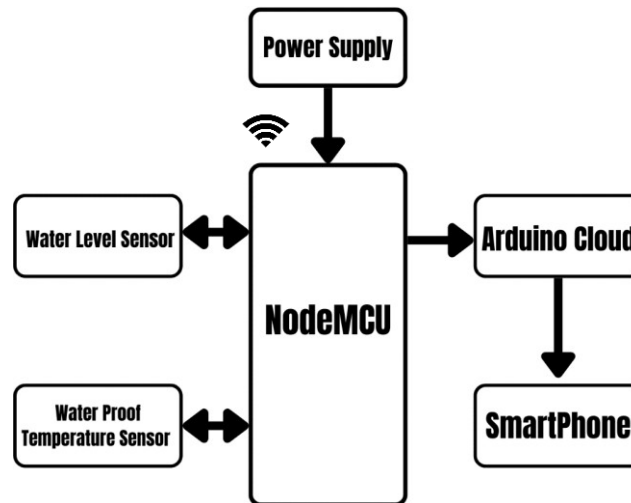 Power Supply
Water Level Sensor
Arduino Cloud
NodeMCU
Water Proof
Temperature Sensor
SmartPhone